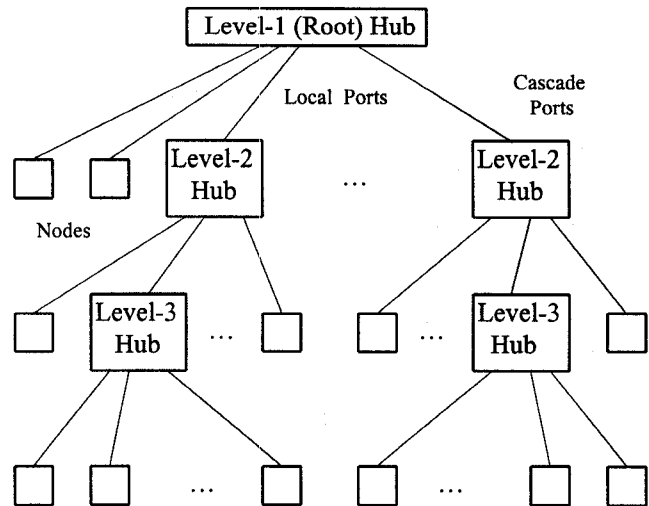 Level-1 (Root) Hub
Local Ports
Cascade
Ports
Level-2
Hub
...
Level-2
Hub
Nodes
Level-3
Hub
...
...
Level-3
Hub
...
...